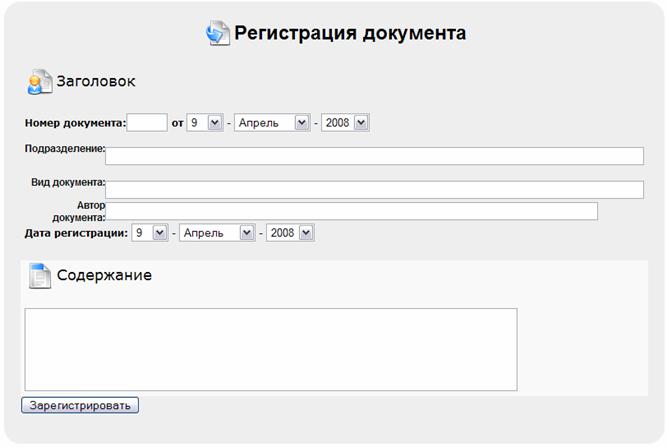 Регистрация документа
Заголовок
Номер документа: от 9 - Апрель - 2008
Подразделение:
Вид документа:
Автор
документа:
Дата регистрации: 9 - Апрель - 2008
Содержание
Зарегистрировать